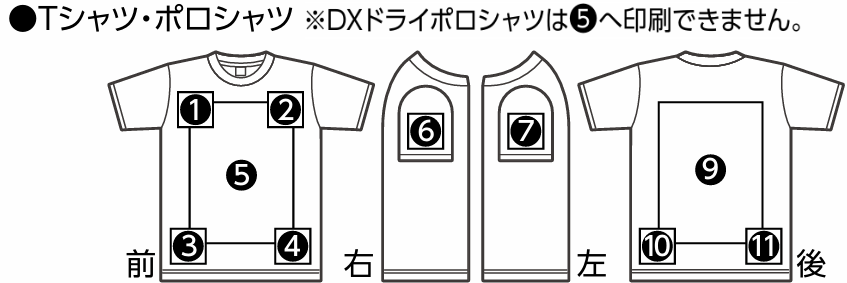 ●Tシャツ・ポロシャツ ※DXドライポロシャツは❺へ印刷できません。
❶ ❷
❺
❸ ❹
前
❻
右
❼
左
❾
❿ ⓫
後